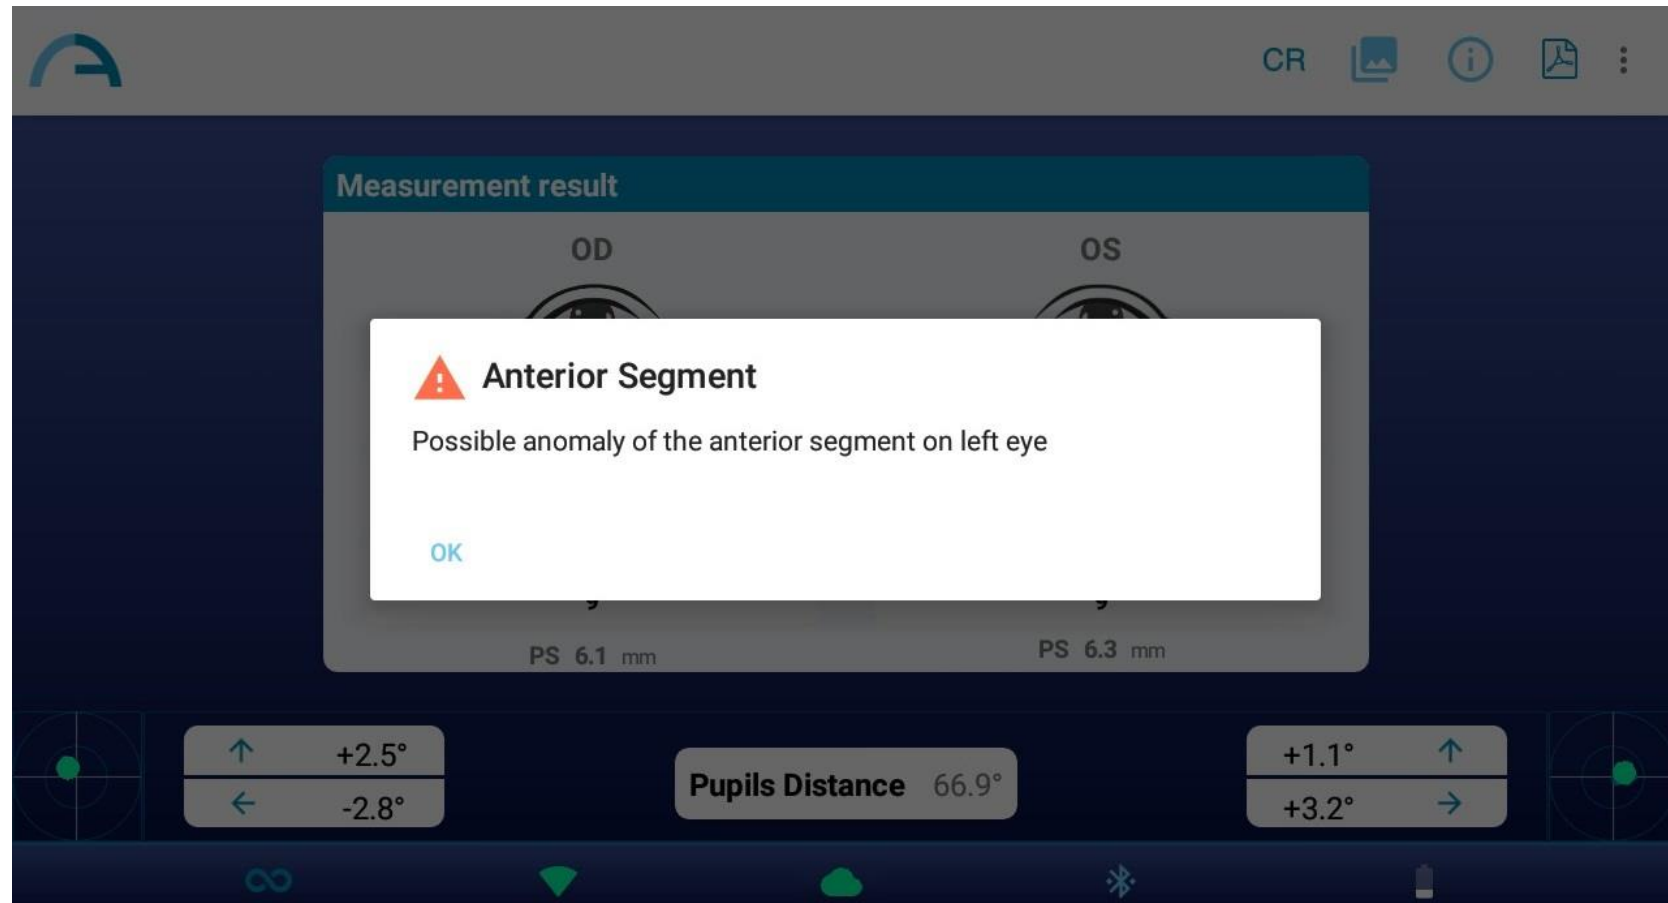 CR
Measurement result
OD OS
Anterior Segment
Possible anomaly of the anterior segment on left eye
OK
PS 6.1 mm PS 6.3 mm
+2.5° +1.1°
Pupils Distance 66.9°
-2.8° +3.2°